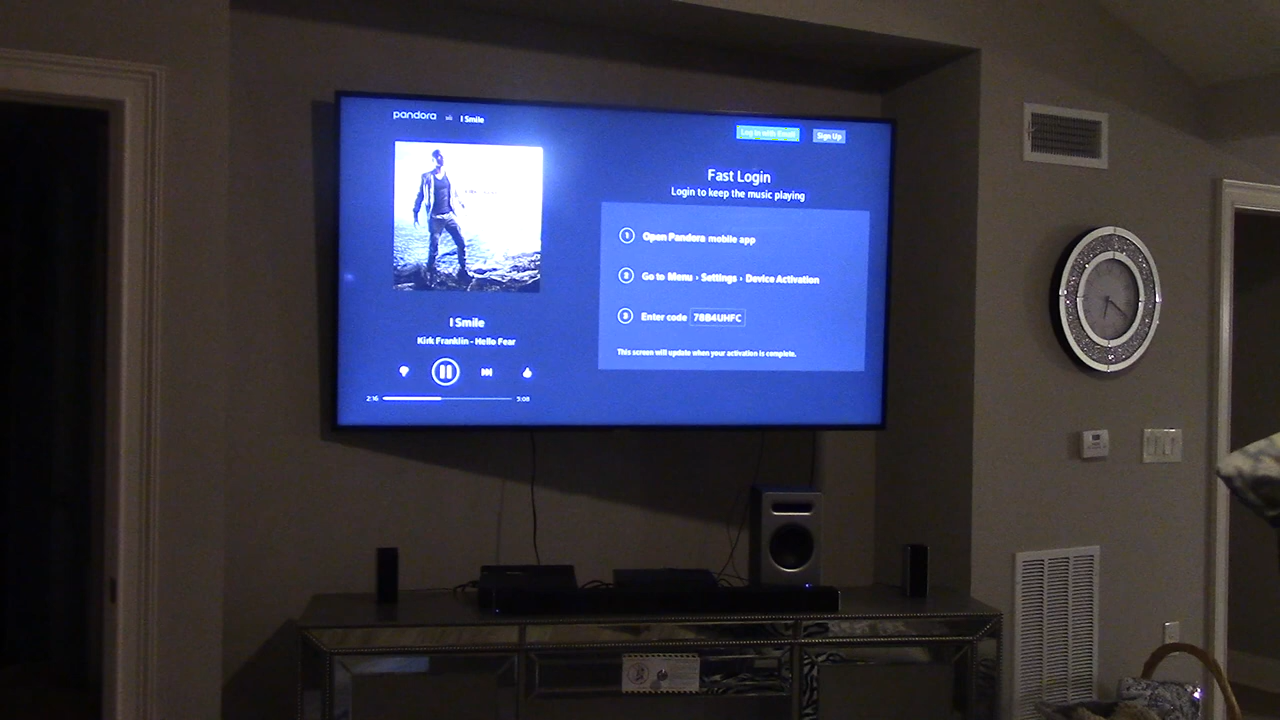 pandora I Smile
Log in with Email Sign Up
Fast Login
Login to keep the music playing
1 Open Pandora mobile app
2 Go to Menu › Settings › Device Activation
3 Enter code 78B4UHFC
This screen will update when your activation is complete.
I Smile
Kirk Franklin - Hello Fear
2:16 3:08